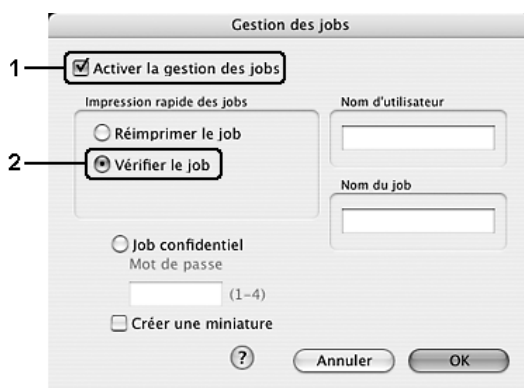 Gestion des jobs
1
Activer la gestion des jobs
Impression rapide des jobs
Réimprimer le job
2
Vérifier le job
Nom d'utilisateur
Nom du job
Job confidentiel
Mot de passe
(1-4)
Créer une miniature
?
Annuler
OK